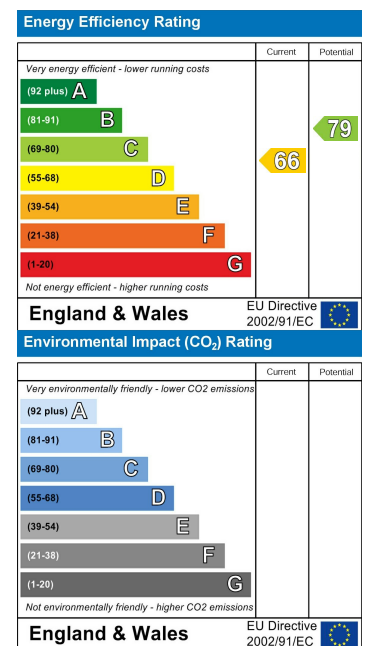 Energy Efficiency Rating
Current Potential
Very energy efficient - lower running costs
(92 plus) A
(81-91) B
79
(69-80) C
66
(55-68) D
(39-54) E
(21-38) F
(1-20) G
Not energy efficient - higher running costs
England & Wales
EU Directive
2002/91/EC
Environmental Impact (CO₂) Rating
Current Potential
Very environmentally friendly - lower CO2 emissions
(92 plus) A
(81-91) B
(69-80) C
(55-68) D
(39-54) E
(21-38) F
(1-20) G
Not environmentally friendly - higher CO2 emissions
England & Wales
EU Directive
2002/91/EC